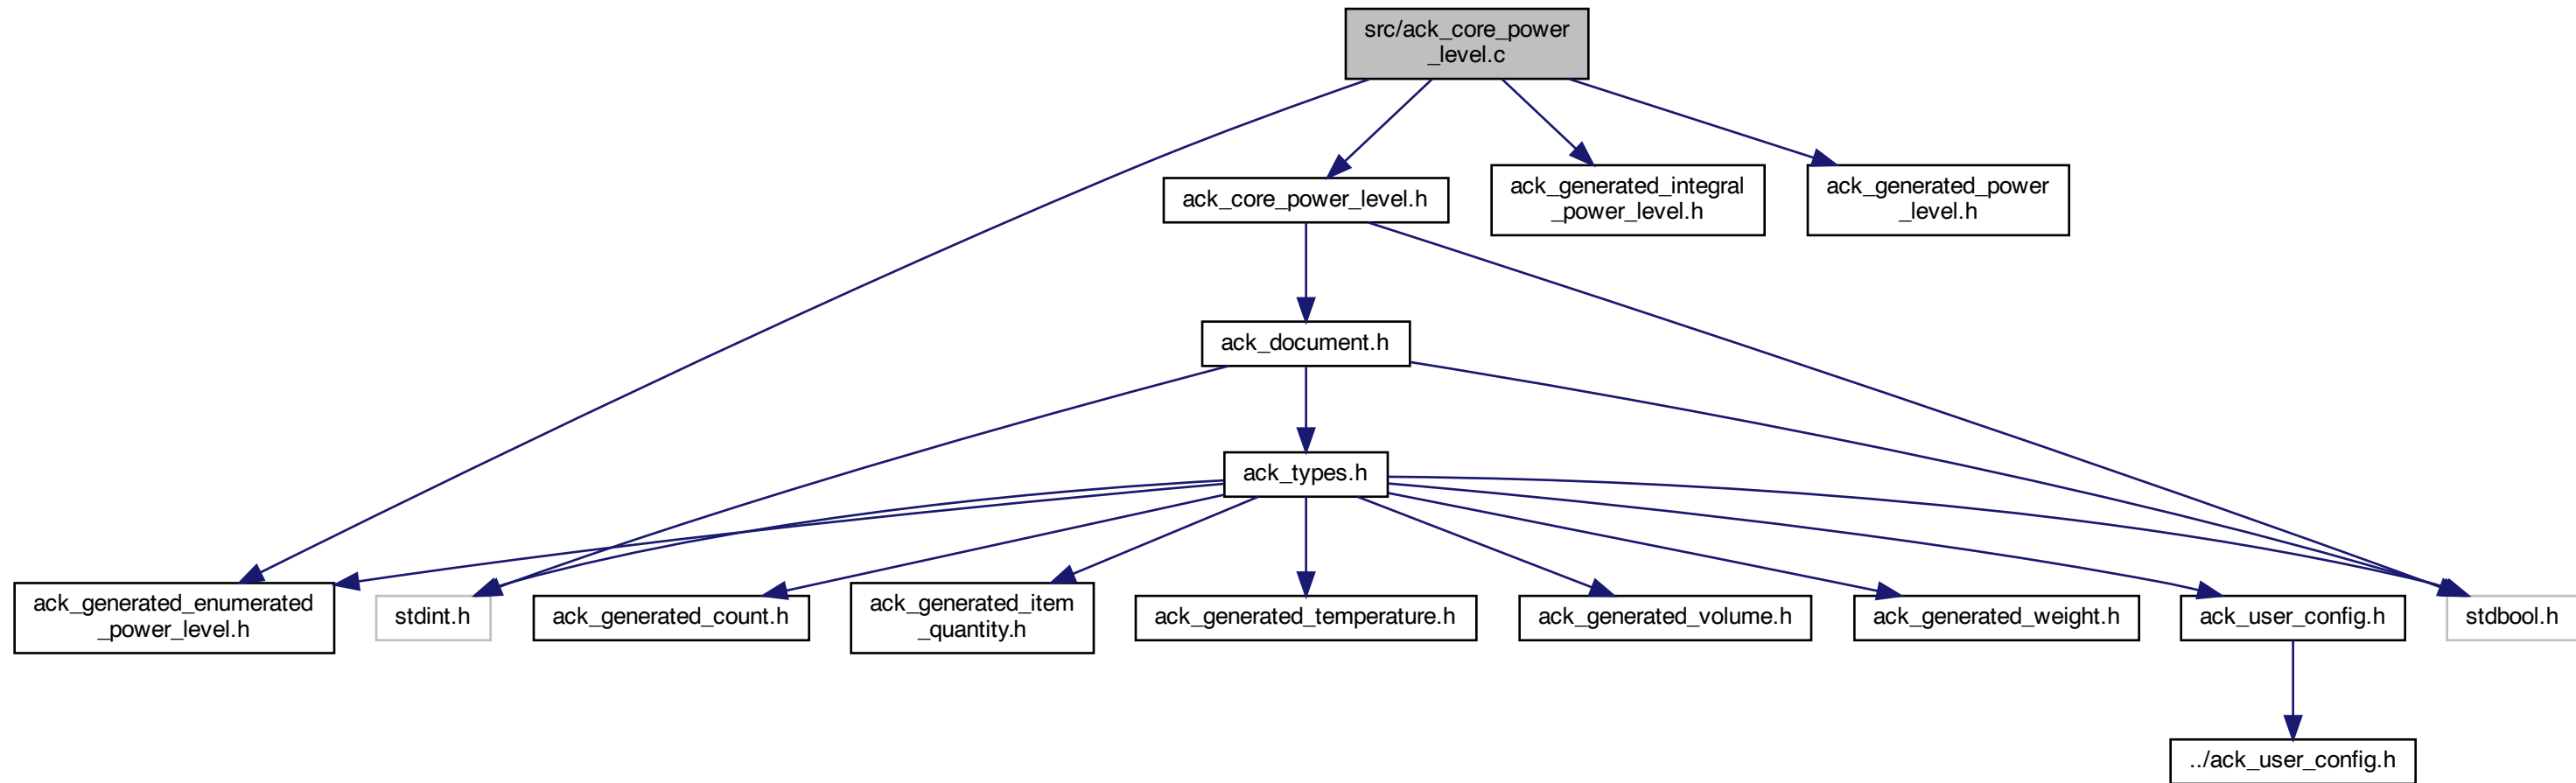 src/ack_core_power
_level.c
ack_core_power_level.h
ack_generated_integral
_power_level.h
ack_generated_power
_level.h
ack_document.h
ack_types.h
ack_generated_enumerated
_power_level.h
stdint.h
ack_generated_count.h
ack_generated_item
_quantity.h
ack_generated_temperature.h
ack_generated_volume.h
ack_generated_weight.h
ack_user_config.h
stdbool.h
../ack_user_config.h